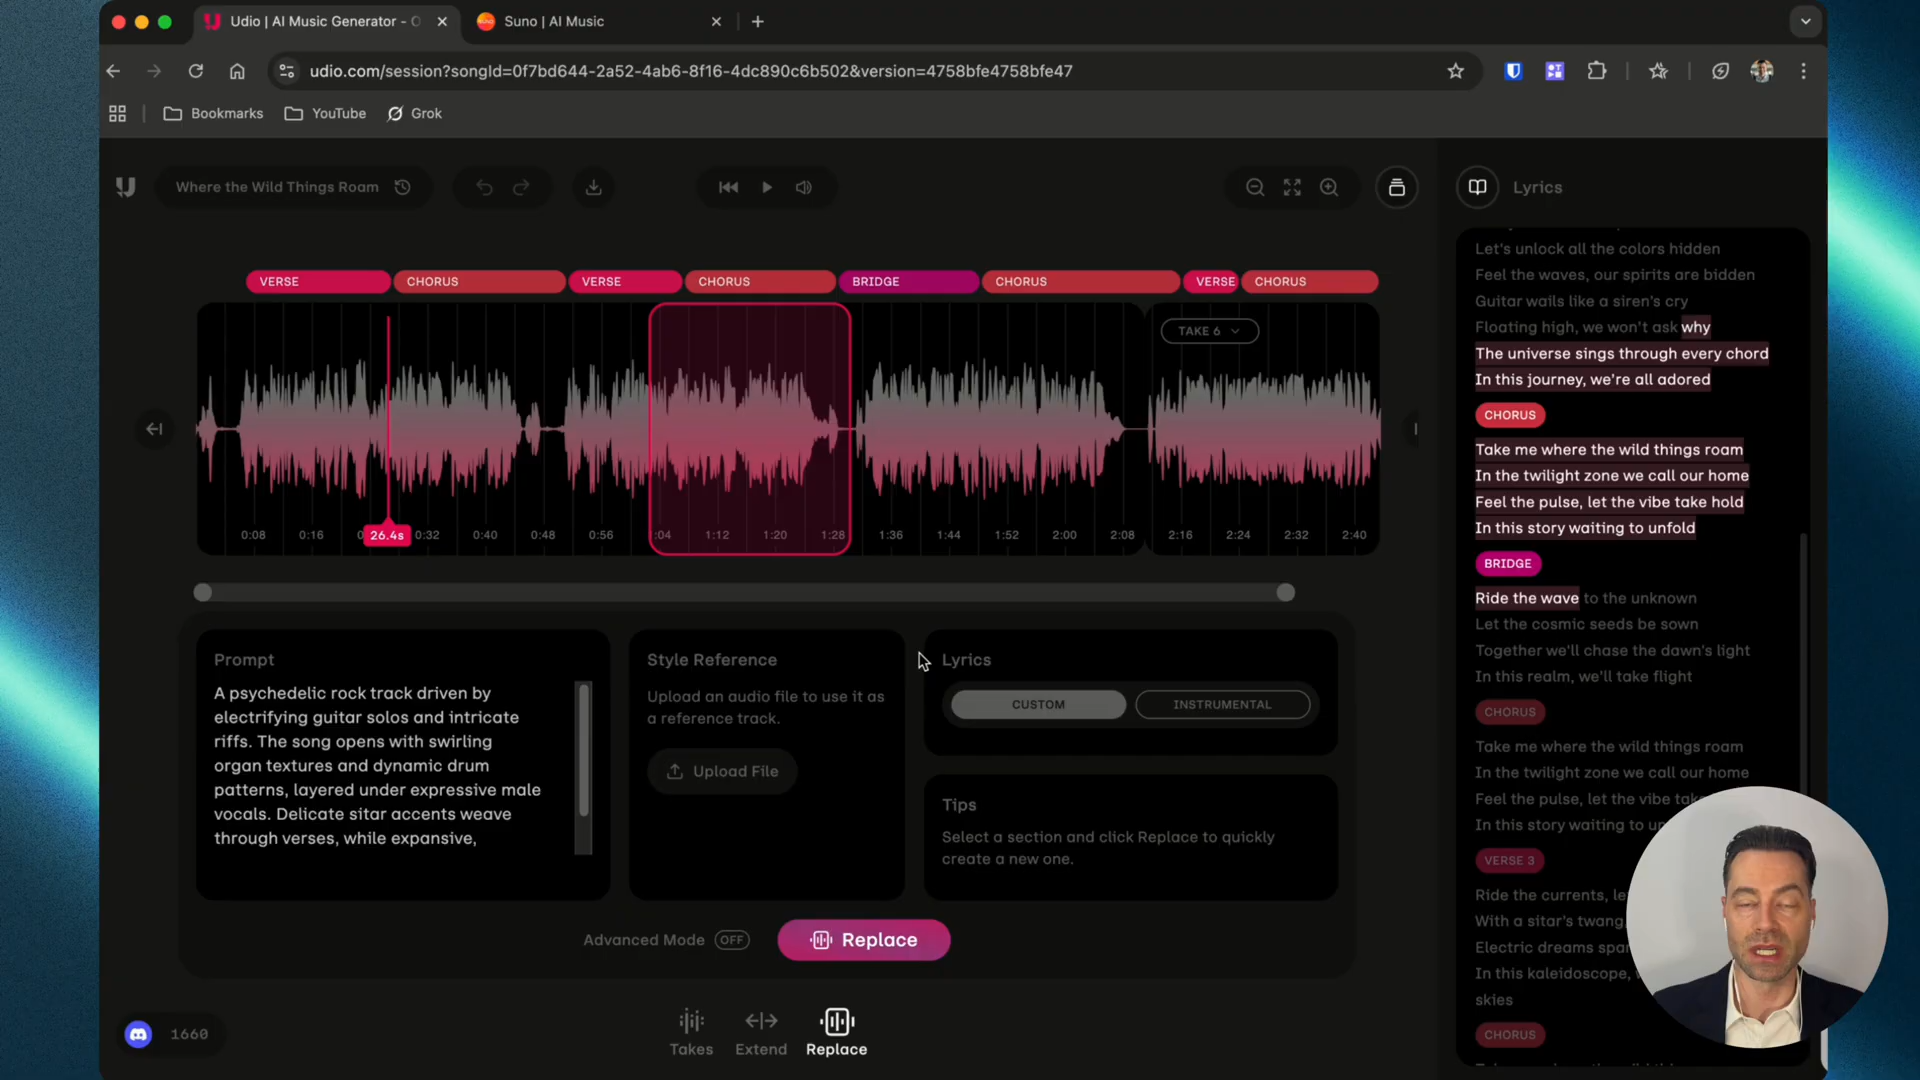 Udio | AI Music Generator -
Suno | AI Music
udio.com/session?songId=0f7bd644-2a52-4ab6-8f16-4dc890c6b502&version=4758bfe4758bfe47
Bookmarks
YouTube
Grok
Where the Wild Things Roam
VERSE
CHORUS
VERSE
CHORUS
BRIDGE
CHORUS
VERSE
CHORUS
TAKE 6
0:08
0:16
26.4s
0:32
0:40
0:48
0:56
:04
1:12
1:20
1:28
1:36
1:44
1:52
2:00
2:08
2:16
2:24
2:32
2:40
Prompt
A psychedelic rock track driven by
electrifying guitar solos and intricate
riffs. The song opens with swirling
organ textures and dynamic drum
patterns, layered under expressive male
vocals. Delicate sitar accents weave
through verses, while expansive,
Style Reference
Upload an audio file to use it as
a reference track.
Upload File
Lyrics
CUSTOM
INSTRUMENTAL
Tips
Select a section and click Replace to quickly
create a new one.
Advanced Mode
OFF
Replace
1660
Takes
Extend
Replace
Lyrics
Let's unlock all the colors hidden
Feel the waves, our spirits are bidden
Guitar wails like a siren's cry
Floating high, we won't ask why
The universe sings through every chord
In this journey, we're all adored
CHORUS
Take me where the wild things roam
In the twilight zone we call our home
Feel the pulse, let the vibe take hold
In this story waiting to unfold
BRIDGE
Ride the wave to the unknown
Let the cosmic seeds be sown
Together we'll chase the dawn's light
In this realm, we'll take flight
CHORUS
Take me where the wild things roam
In the twilight zone we call our home
Feel the pulse, let the vibe
In this story waiting to
VERSE 3
Ride the currents,
With a sitar's twang,
Electric dreams
In this kaleidoscope,
skies
CHORUS